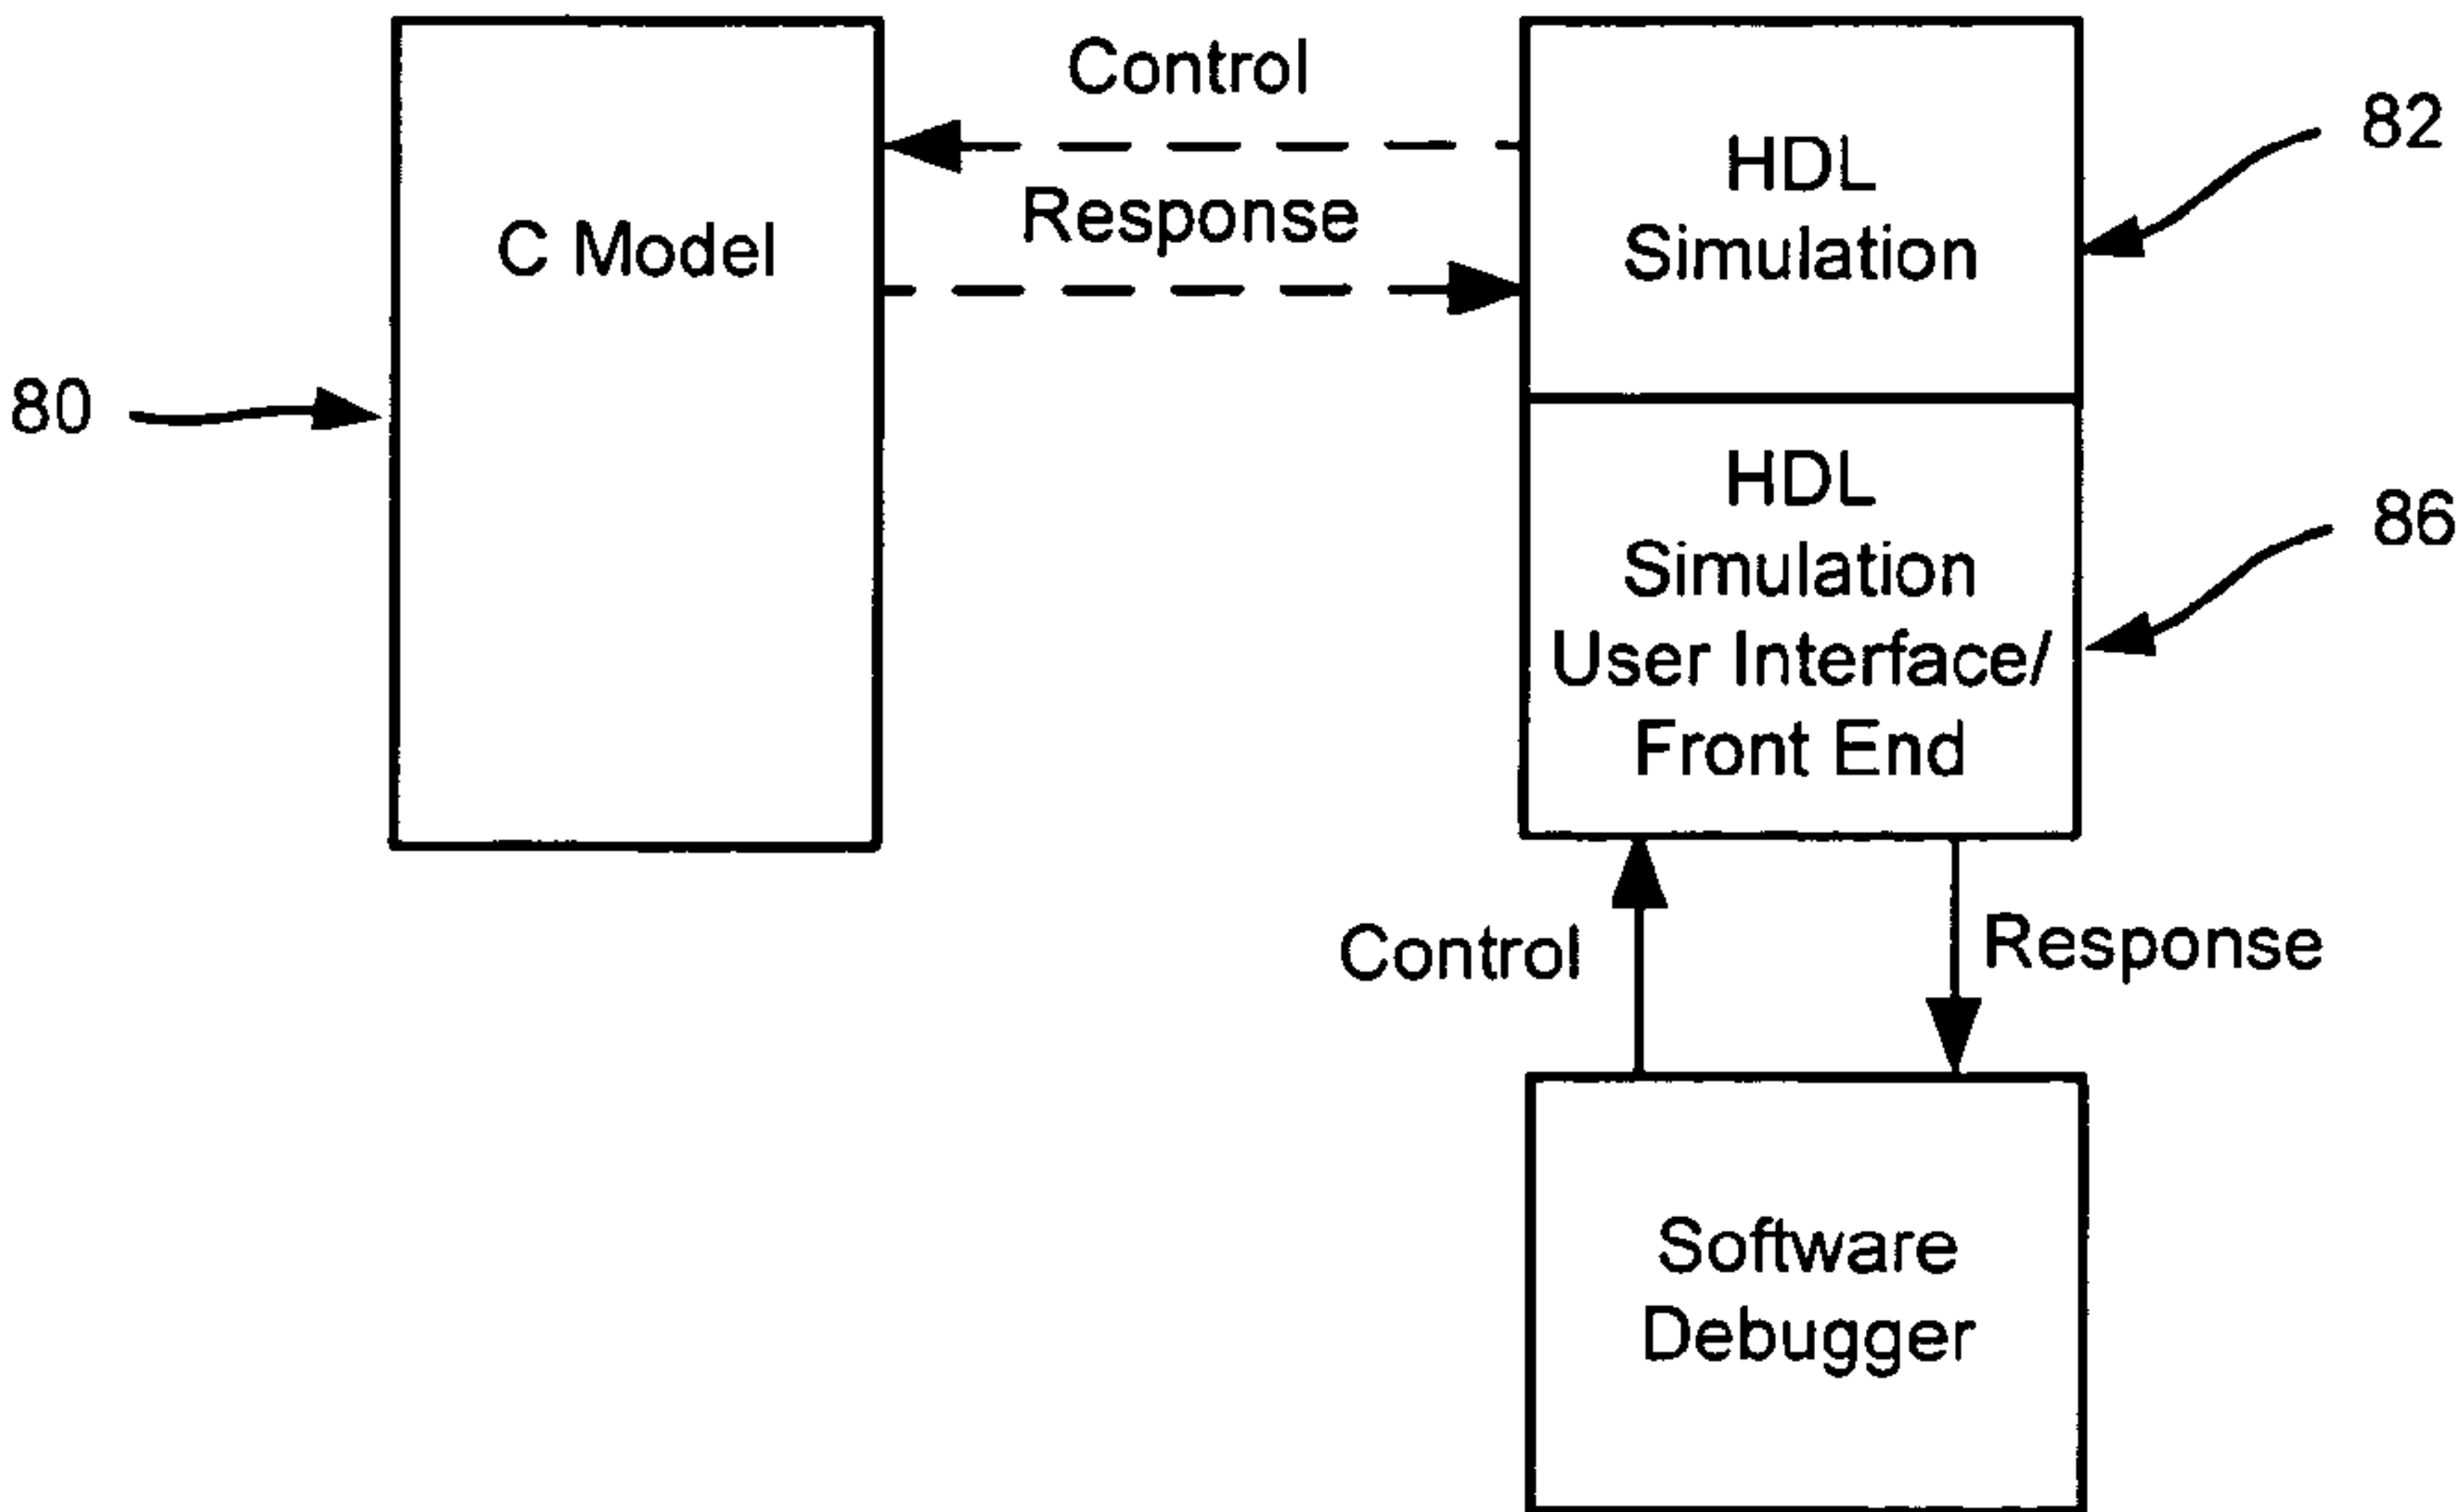 Control
82
HDL
Simulation
Response
C Model
80
HDL
Simulation
User Interface/
Front End
86
Control
Response
Software
Debugger